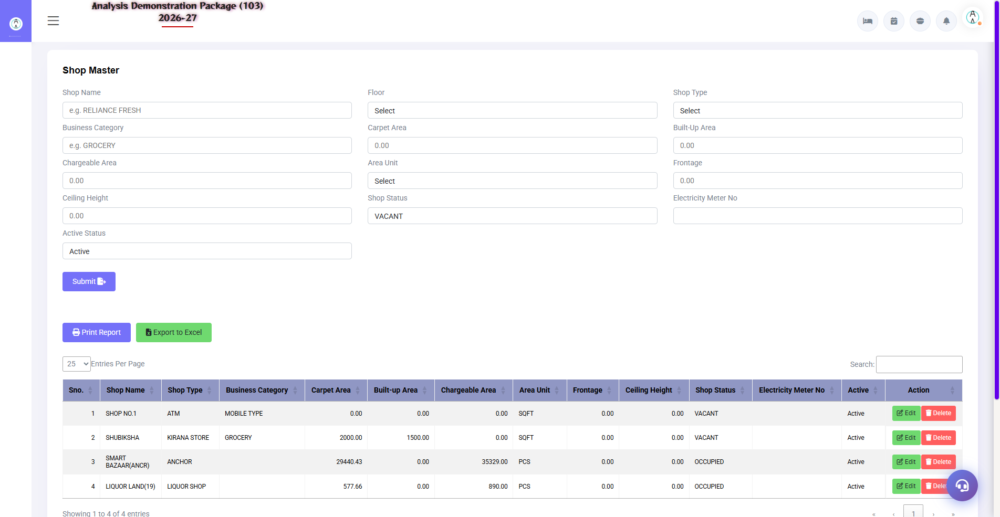 Analysis Demonstration Package (103)
2026-27
Shop Master
Shop Name
Floor
Shop Type
e.g. RELIANCE FRESH
Select
Select
Business Category
Carpet Area
Built-Up Area
e.g. GROCERY
0.00
0.00
Chargeable Area
Area Unit
Frontage
0.00
Select
0.00
Ceiling Height
Shop Status
Electricity Meter No
0.00
VACANT
Active Status
Active
Submit
Print Report
Export to Excel
25 Entries Per Page
Search:
Sno. Shop Name Shop Type Business Category Carpet Area Built-up Area Chargeable Area Area Unit Frontage Ceiling Height Shop Status Electricity Meter No Active Action
1 SHOP NO.1 ATM MOBILE TYPE 0.00 0.00 0.00 SQFT 0.00 0.00 VACANT Active Edit Delete
2 SHUBIKSHA KIRANA STORE GROCERY 2000.00 1500.00 0.00 SQFT 0.00 0.00 VACANT Active Edit Delete
3 SMART BAZAAR(ANCR) ANCHOR 29440.43 0.00 35329.00 PCS 0.00 0.00 OCCUPIED Active Edit Delete
4 LIQUOR LAND(19) LIQUOR SHOP 577.66 0.00 890.00 PCS 0.00 0.00 OCCUPIED Active Edit Dele
Showing 1 to 4 of 4 entries
« ‹ 1 › »